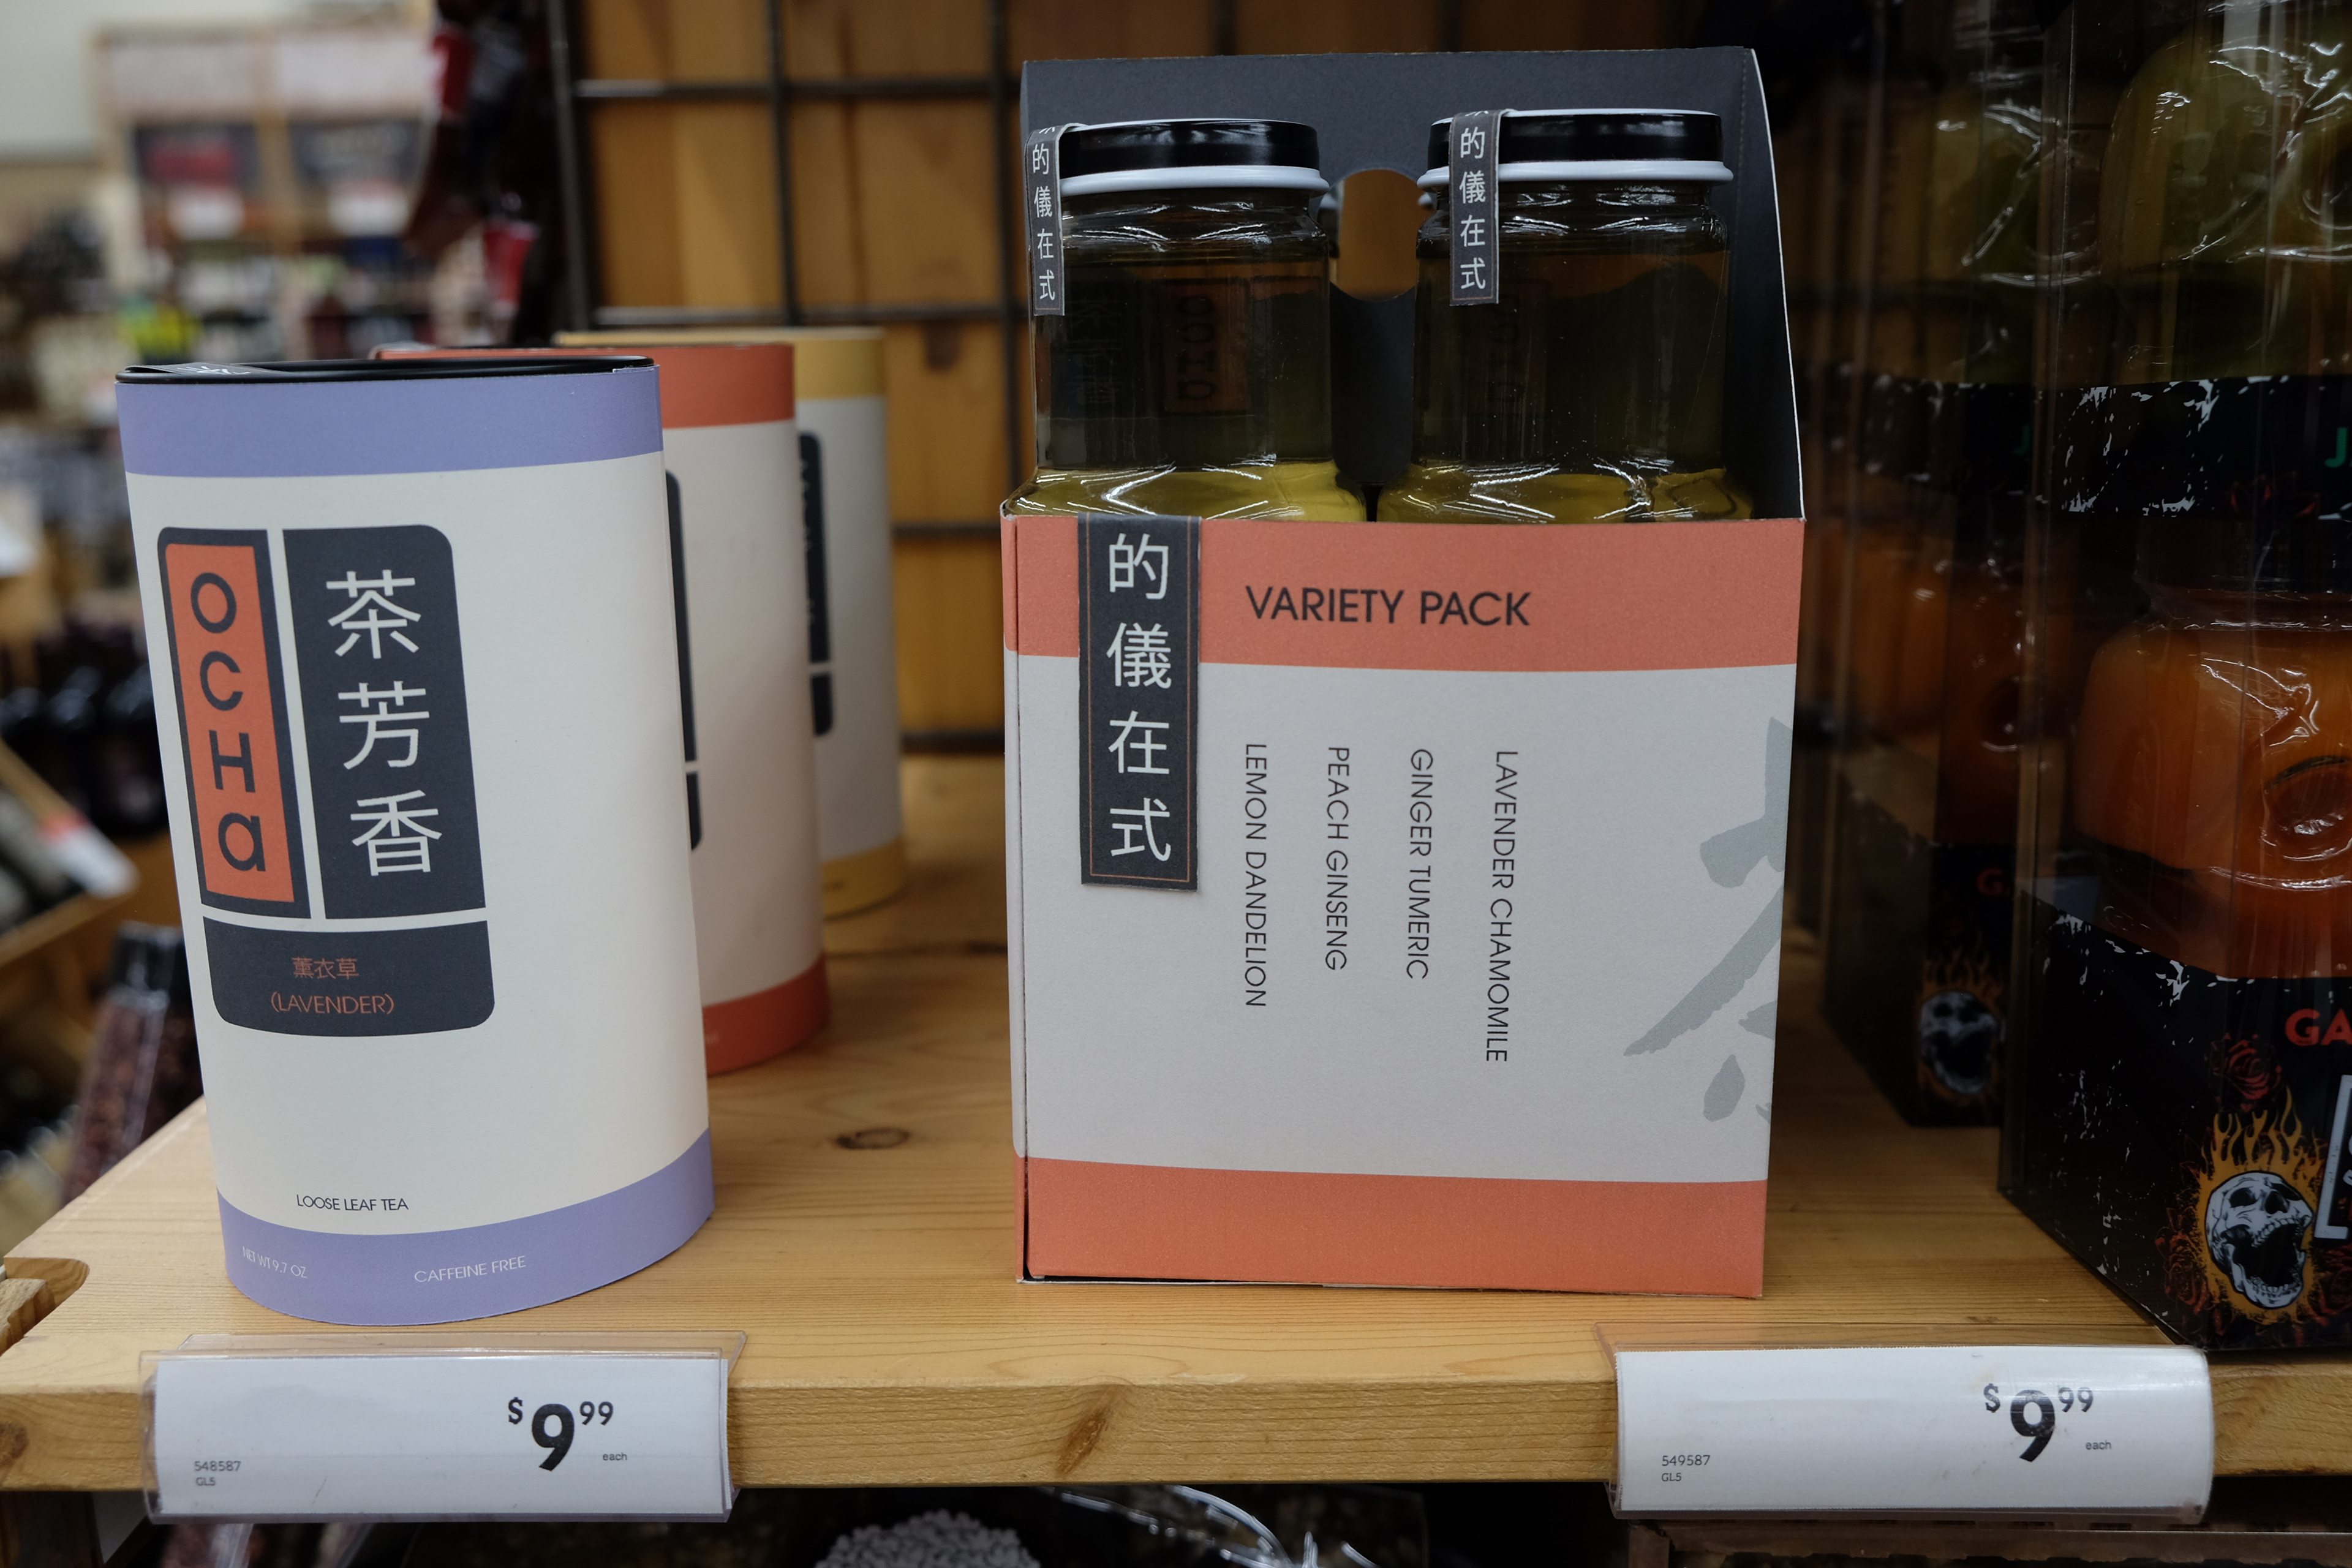 OCHa
茶芳香
薰衣草
(LAVENDER)
LOOSE LEAF TEA
NET WT 9.7 OZ
CAFFEINE FREE
的儀在式
的儀在式
的儀在式
VARIETY PACK
LAVENDER CHAMOMILE
GINGER TUMERIC
PEACH GINSENG
LEMON DANDELION
J
GA
$9.99
each
548587
GL5
$9.99
each
549587
GL5